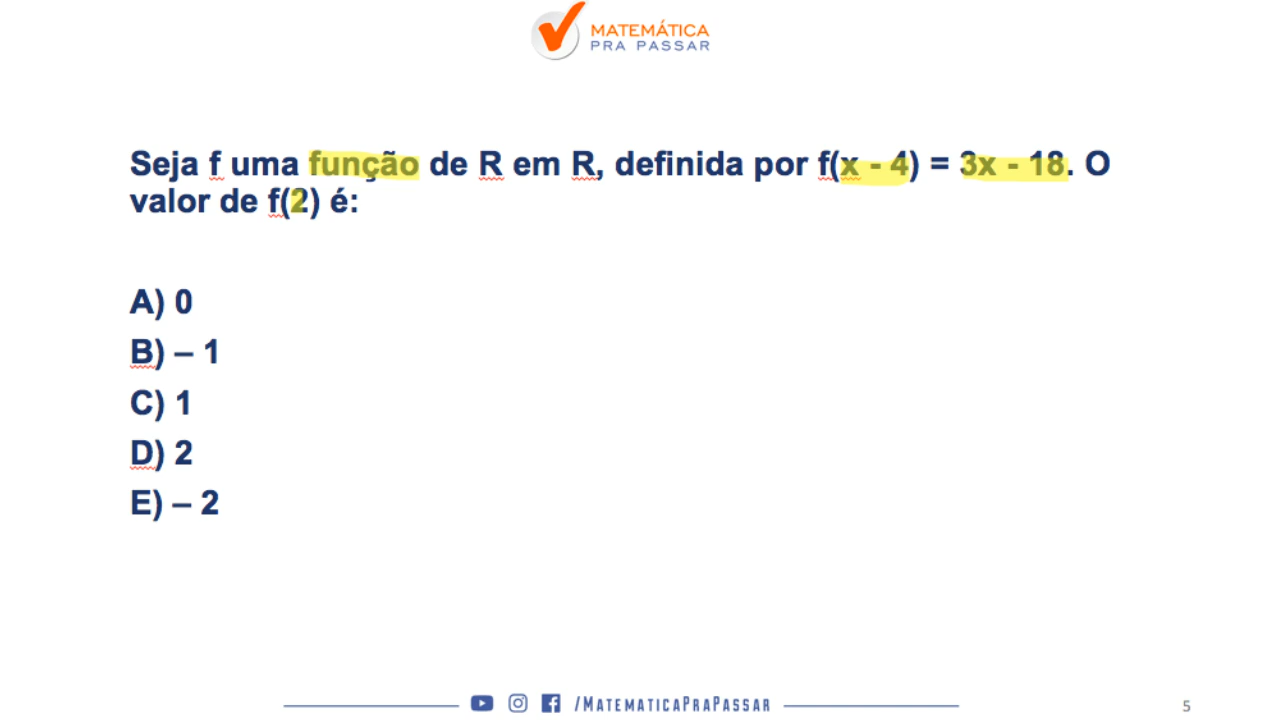 MATEMÁTICA
PRA PASSAR
Seja f uma função de R em R, definida por f(x - 4) = 3x - 18. O
valor de f(2) é:
A) 0
B) – 1
C) 1
D) 2
E) – 2
/MATEMATICAPRAPASSAR
5